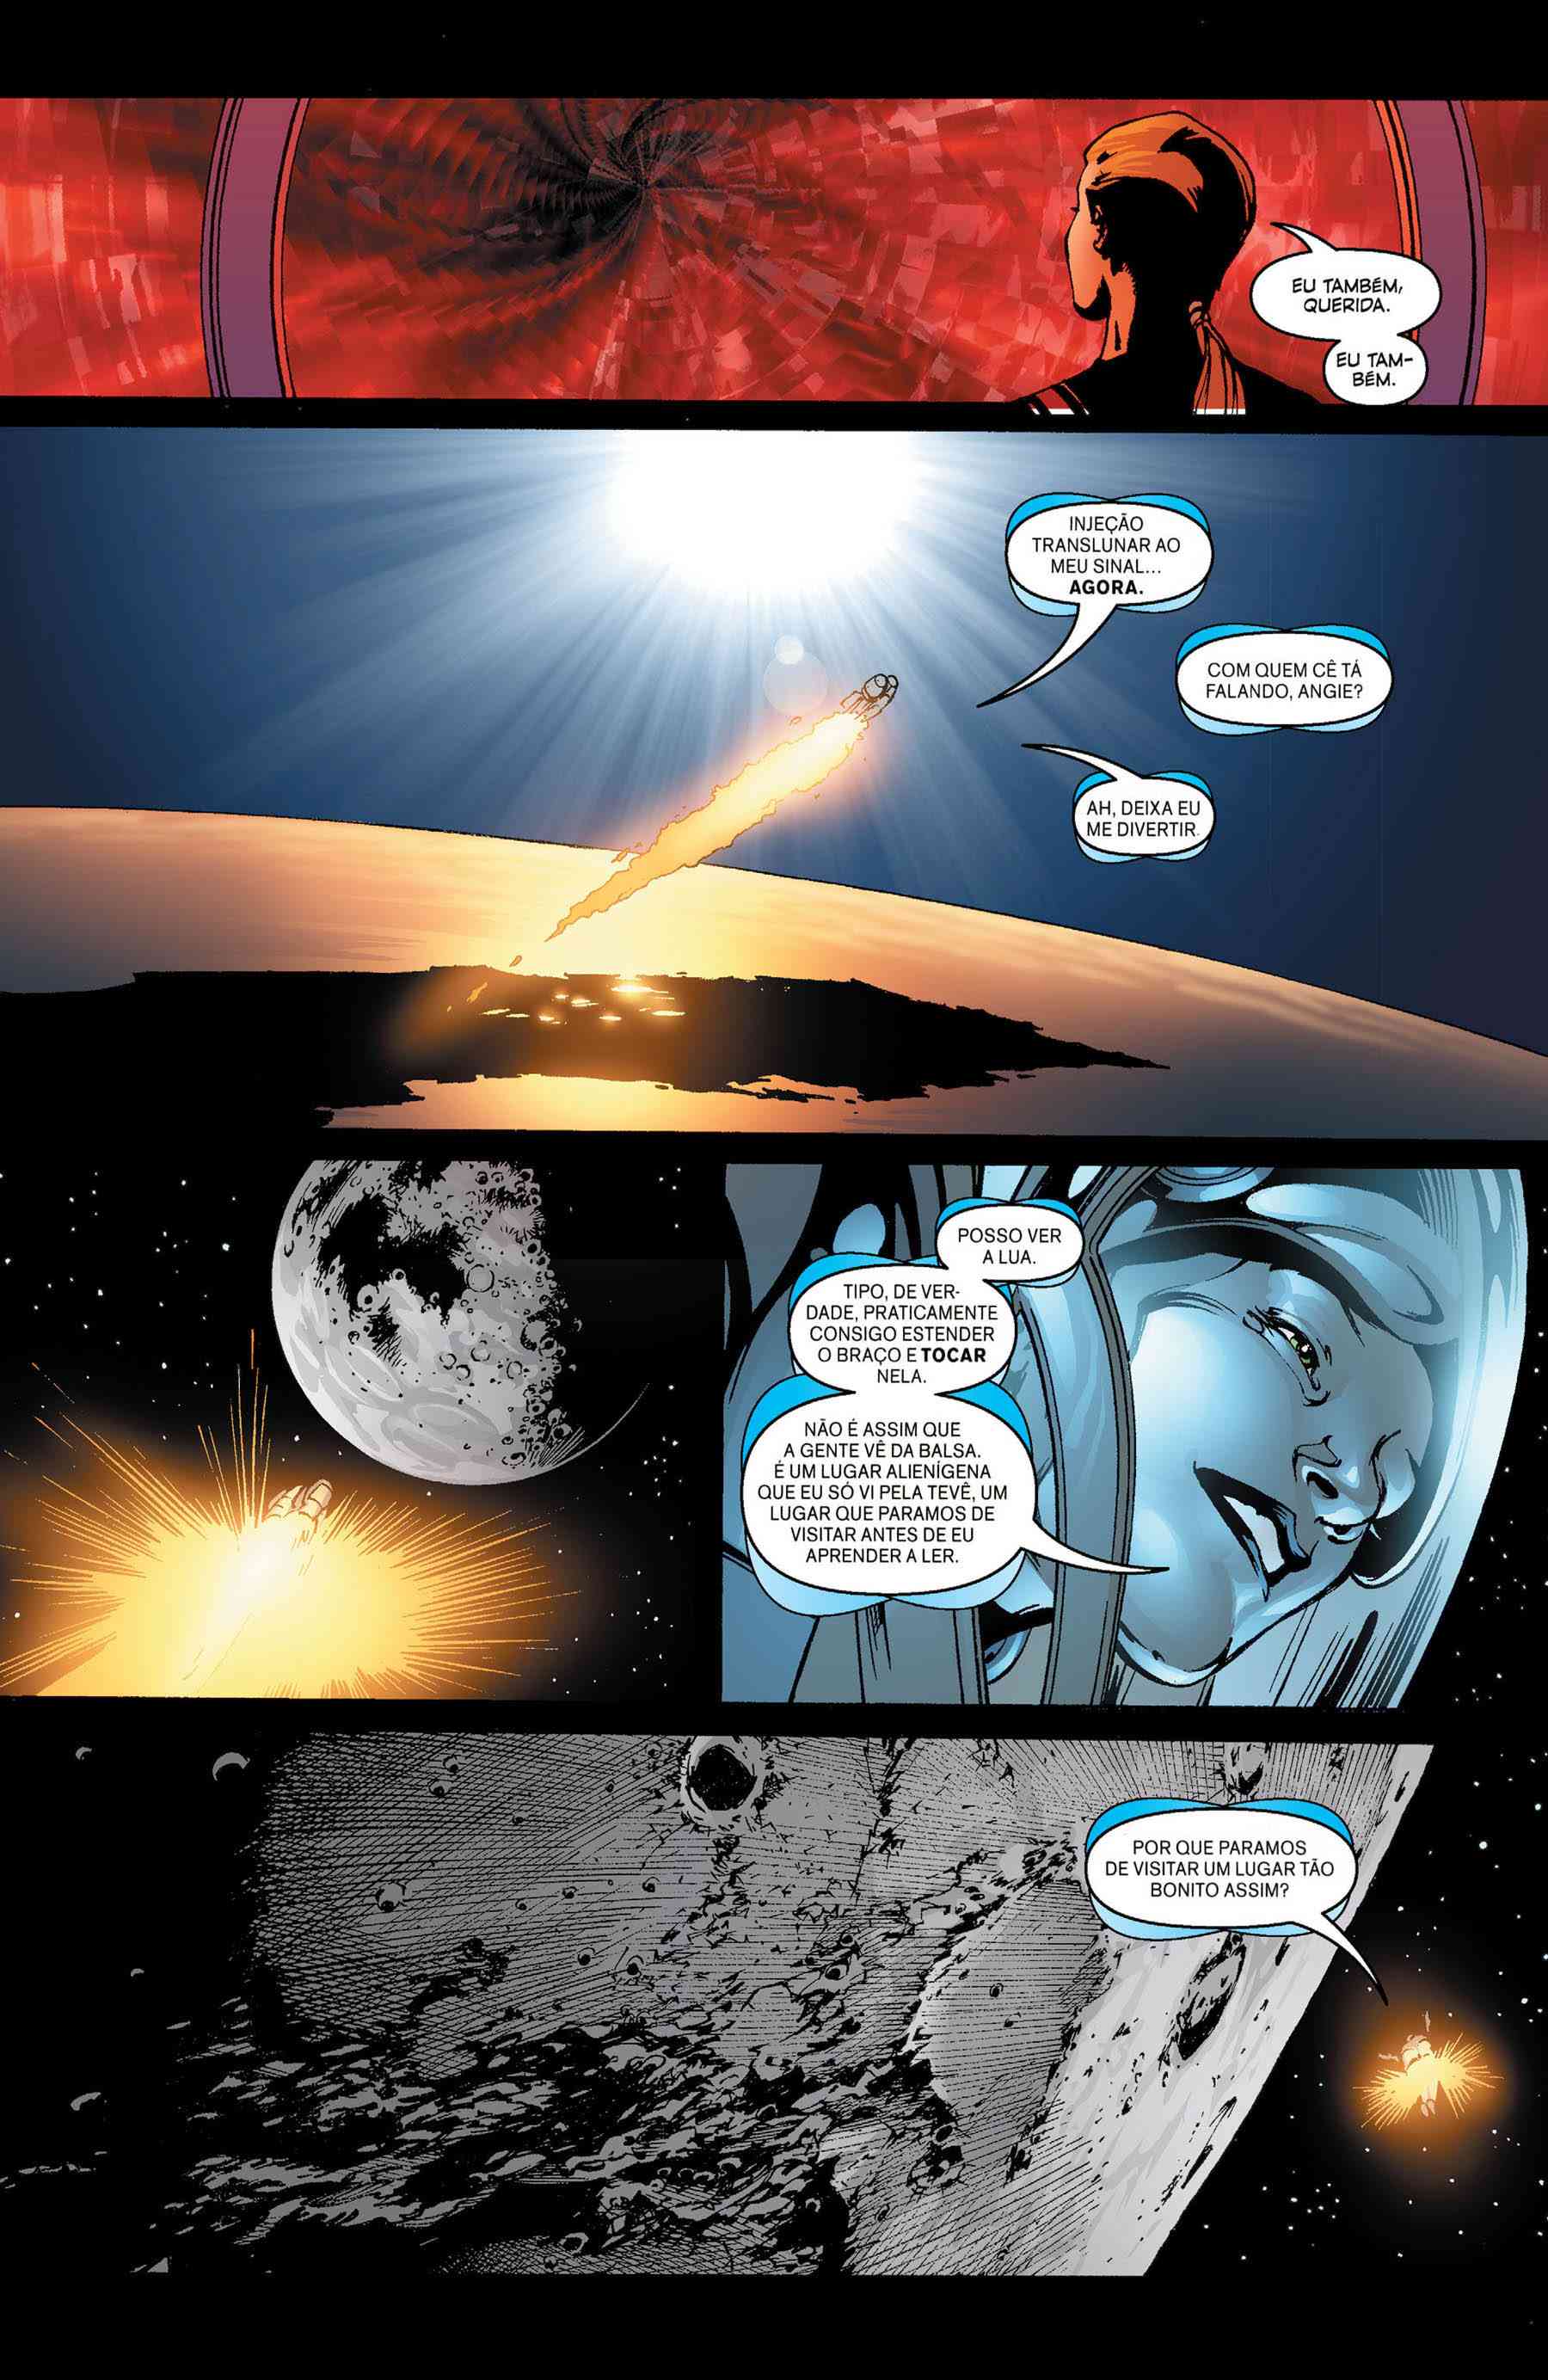 EU TAMBÉM,
QUERIDA.
EU TAM-
BÉM.
INJEÇÃO
TRANSLUNAR AO
MEU SINAL...
AGORA.
COM QUEM CÊ TÁ
FALANDO, ANGIE?
AH, DEIXA EU
ME DIVERTIR.
POSSO VER
A LUA.
TIPO, DE VER-
DADE, PRATICAMENTE
CONSIGO ESTENDER
O BRAÇO E TOCAR
NELA.
NÃO É ASSIM QUE
A GENTE VÊ DA BALSA.
É UM LUGAR ALIENÍGENA
QUE EU SÓ VI PELA TEVÊ, UM
LUGAR QUE PARAMOS DE
VISITAR ANTES DE EU
APRENDER A LER.
POR QUE PARAMOS
DE VISITAR UM LUGAR TÃO
BONITO ASSIM?